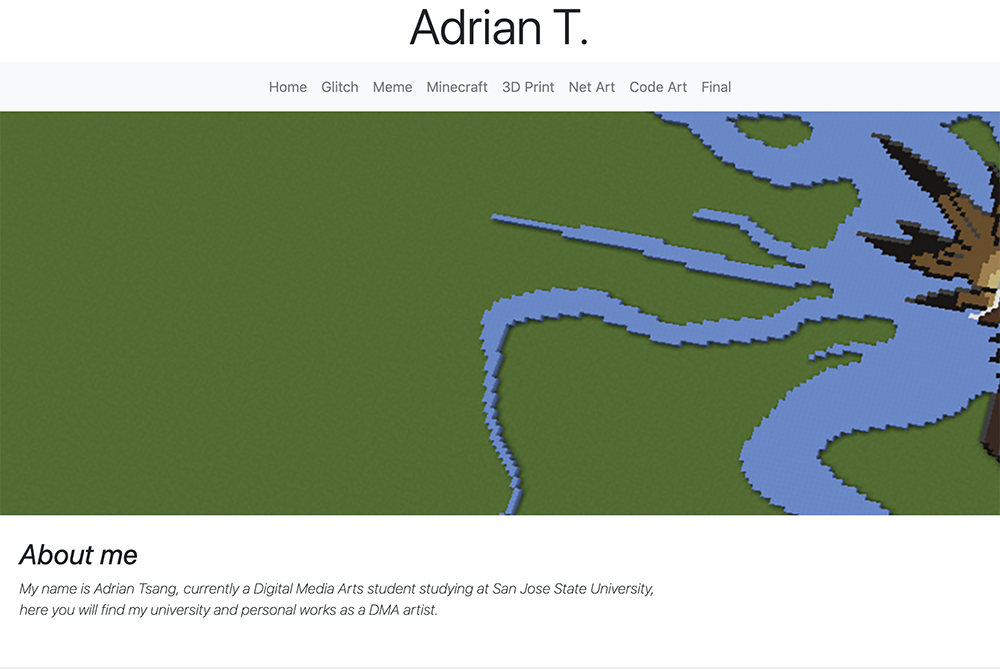 Adrian T.
Home Glitch Meme Minecraft 3D Print Net Art Code Art Final
About me
My name is Adrian Tsang, currently a Digital Media Arts student studying at San Jose State University,
here you will find my university and personal works as a DMA artist.